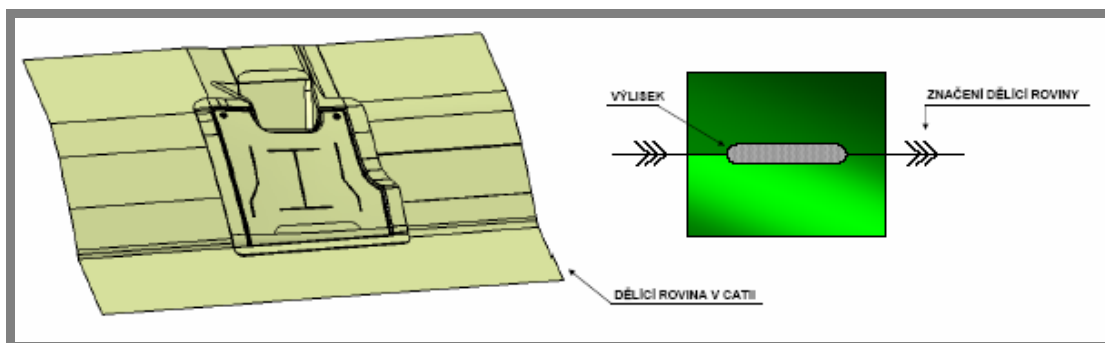 VÝLISEK
ZNAČENÍ DĚLÍCÍ ROVINY
DĚLÍCÍ ROVINA V CATII